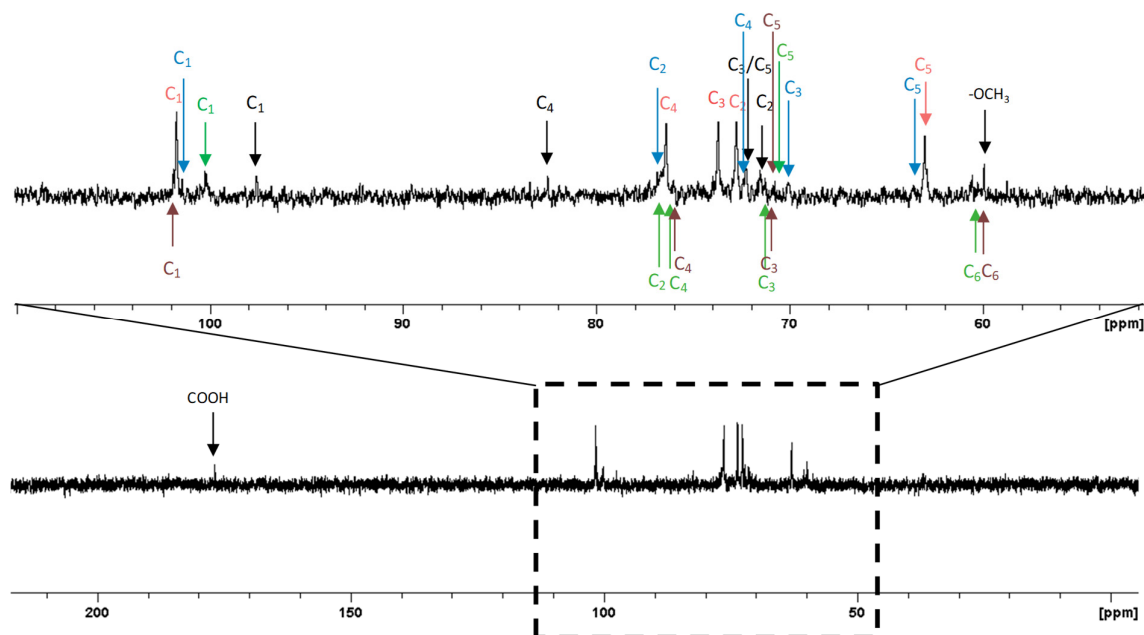 C₄ C₅
C₁ C₂ C₅ C₅
C₃/C₅
C₁ C₁ C₁ C₄ C₄ C₃ C₂ C₂ C₃ C₅ -OCH₃
C₁ C₂ C₄ C₄ C₃ C₃ C₆ C₆
100 90 80 70 60 [ppm]
COOH
200 150 100 50 [ppm]